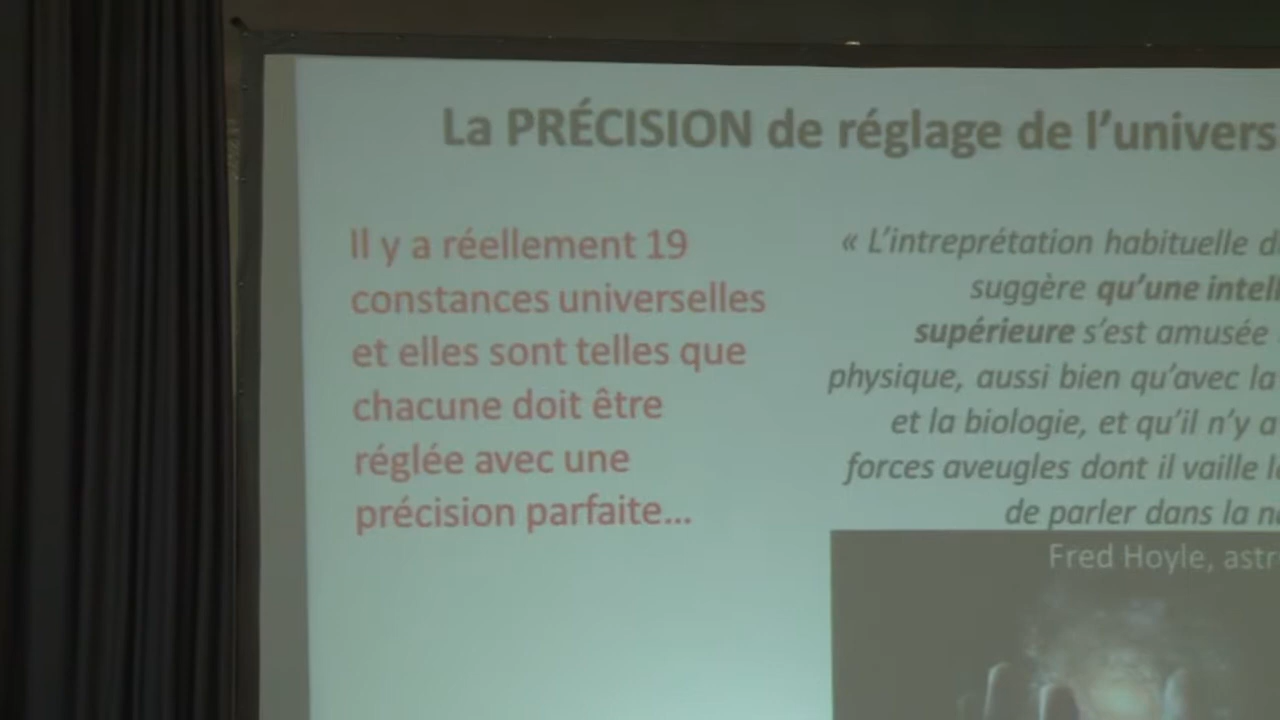 La PRÉCISION de réglage de l'univers
Il y a réellement 19
constances universelles
et elles sont telles que
chacune doit être
réglée avec une
précision parfaite...
« L'intreprétation habituelle
suggère qu'une
supérieure s'est amusée
physique, aussi bien qu'avec la
et la biologie, et qu'il n'y a
forces aveugles dont il vaille
de parler dans la
Fred Hoyle,